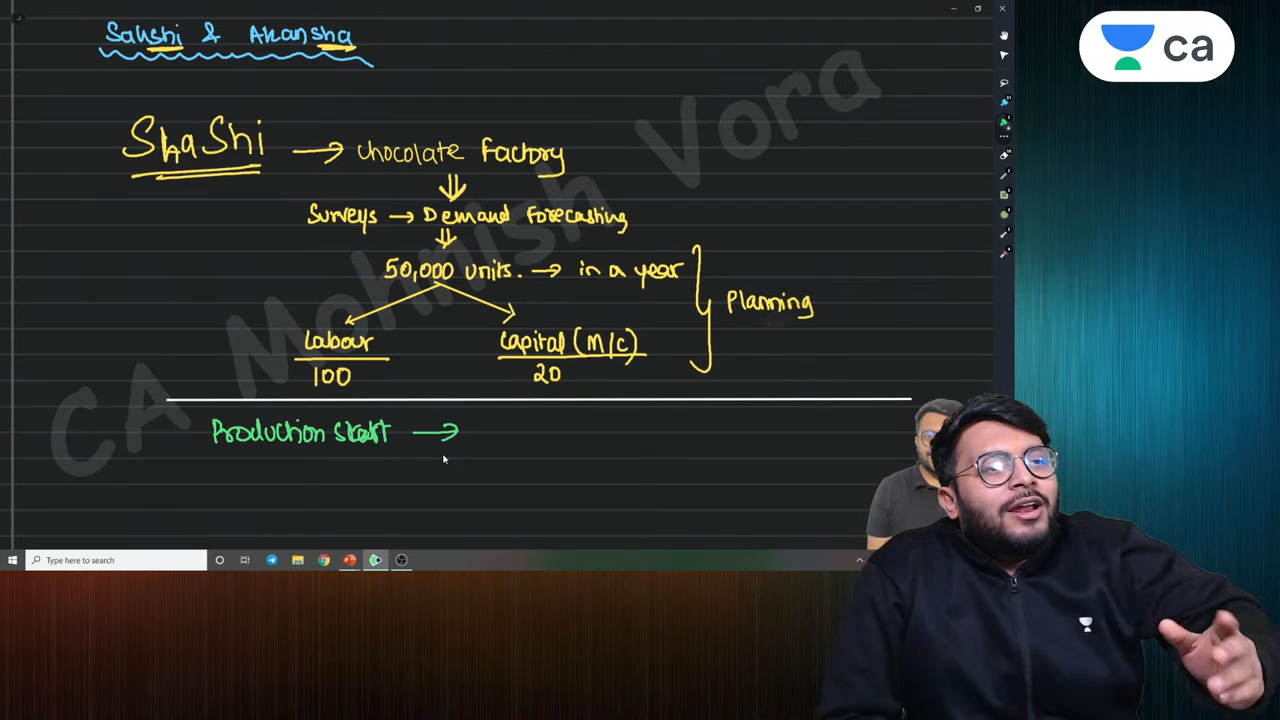 Sakshi & Akansha
ShaShi → Chocolate Factory
Surveys → Demand Forecasting
50,000 units. → in a year
Planning
Labour Capital (M/c)
100 20
Production start →
CA Mohnish Vora
ca
Type here to search